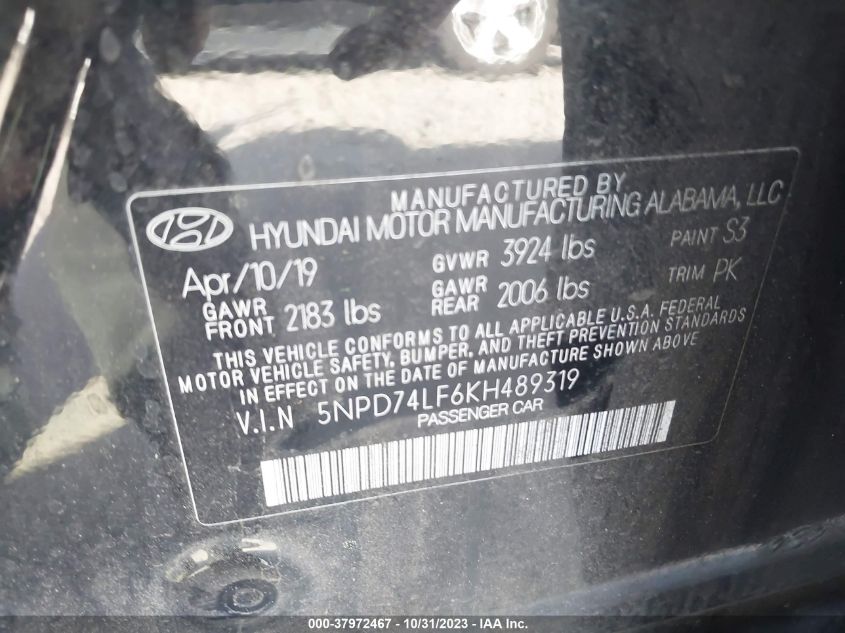 MANUFACTURED BY
HYUNDAI MOTOR MANUFACTURING ALABAMA, LLC
Apr/10/19 GVWR 3924 lbs PAINT S3
GAWR FRONT 2183 lbs GAWR REAR 2006 lbs TRIM PK
THIS VEHICLE CONFORMS TO ALL APPLICABLE U.S.A. FEDERAL
MOTOR VEHICLE SAFETY, BUMPER, AND THEFT PREVENTION STANDARDS
IN EFFECT ON THE DATE OF MANUFACTURE SHOWN ABOVE
V.I.N 5NPD74LF6KH489319
PASSENGER CAR
000-37972467 - 10/31/2023 - IAA Inc.